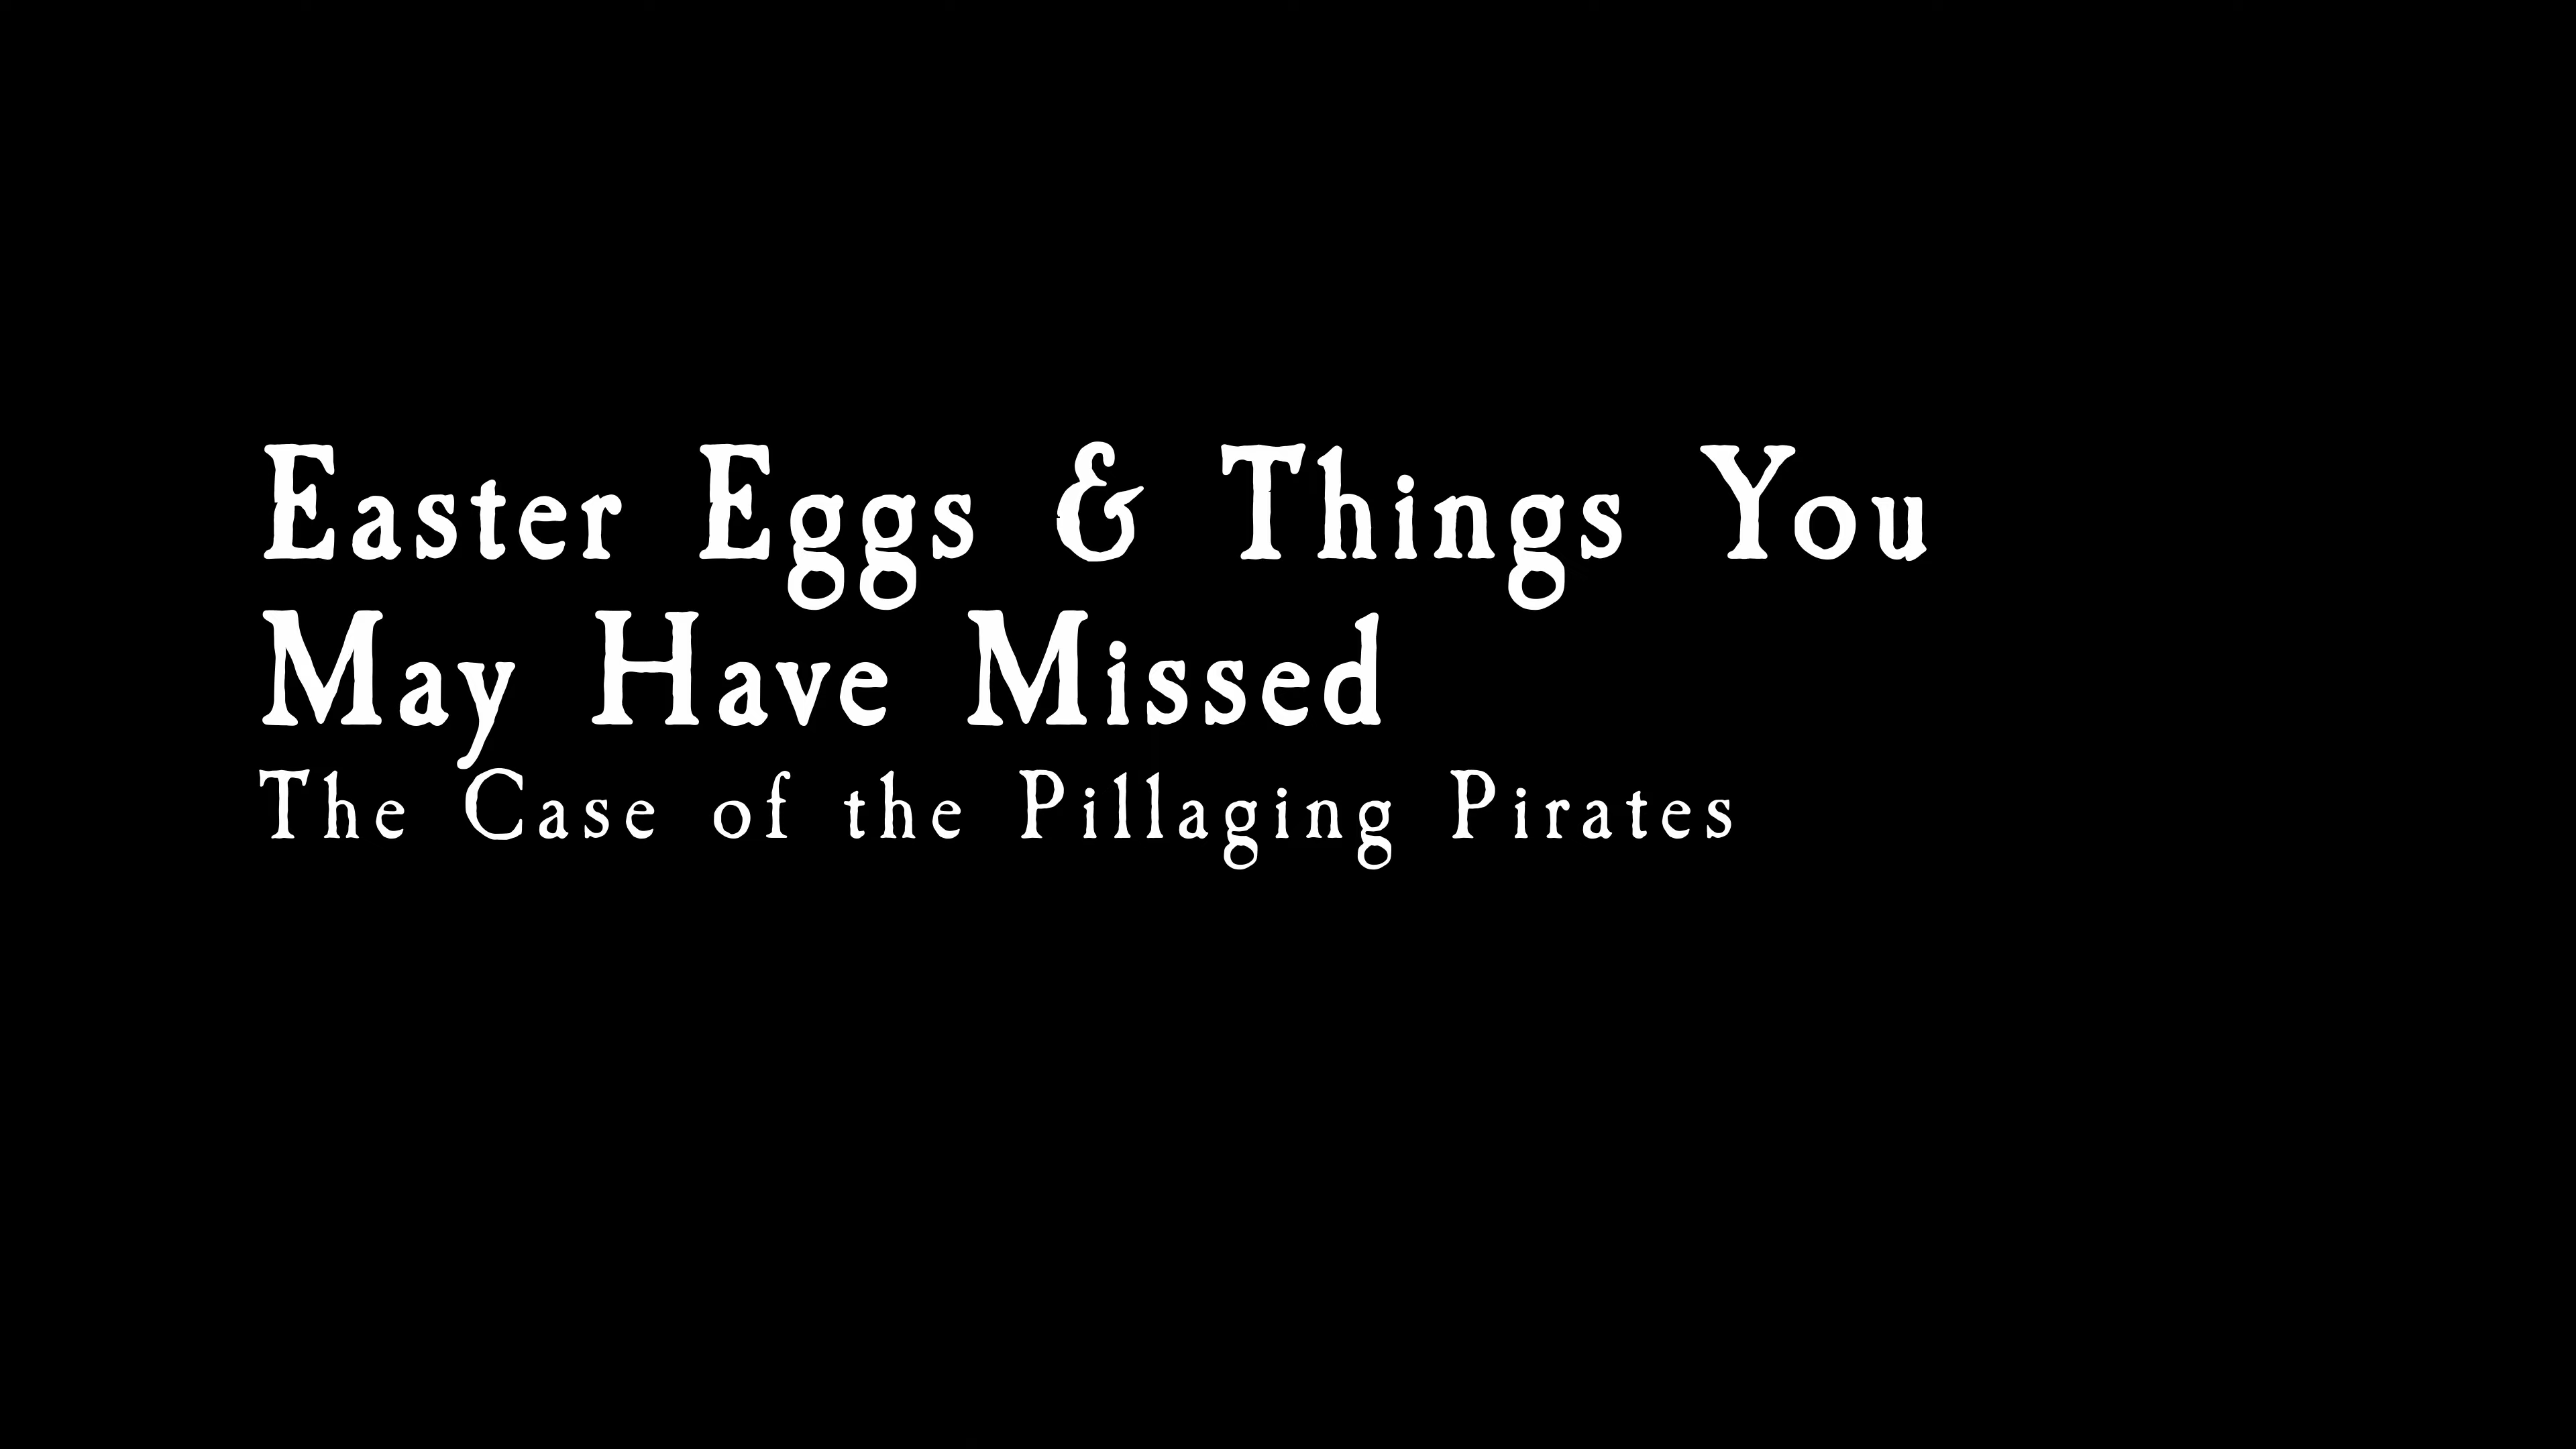 Easter Eggs & Things You
May Have Missed
The Case of the Pillaging Pirates